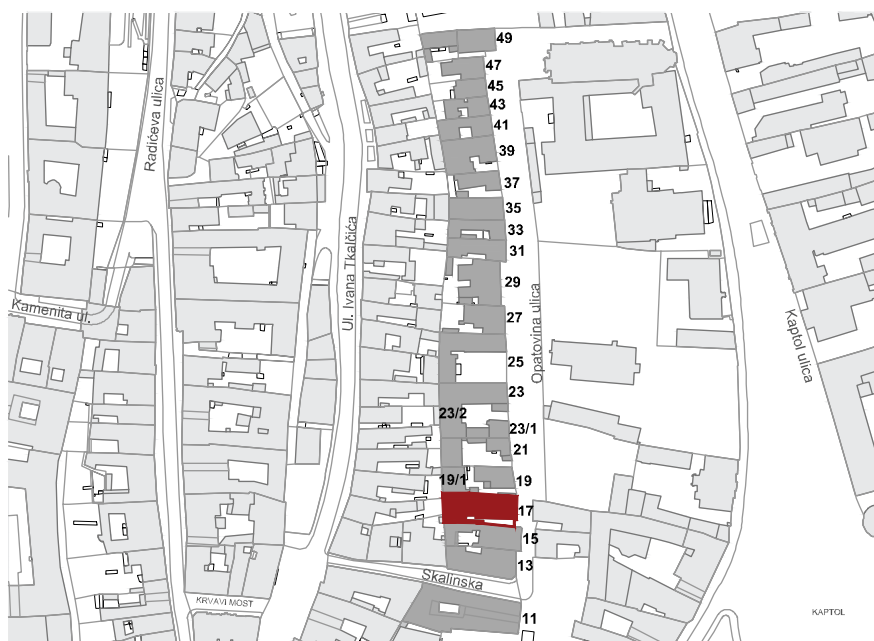 49
47
45
43
41
39
37
35
33
31
29
27
25
23
23/2
23/1
21
19/1
19
17
15
13
11
Radićeva ulica
Ul. Ivana Tkalčića
Opatovina ulica
Kaptol ulica
Kamenita ul.
Skalinska
KRVAVI MOST
KAPTOL